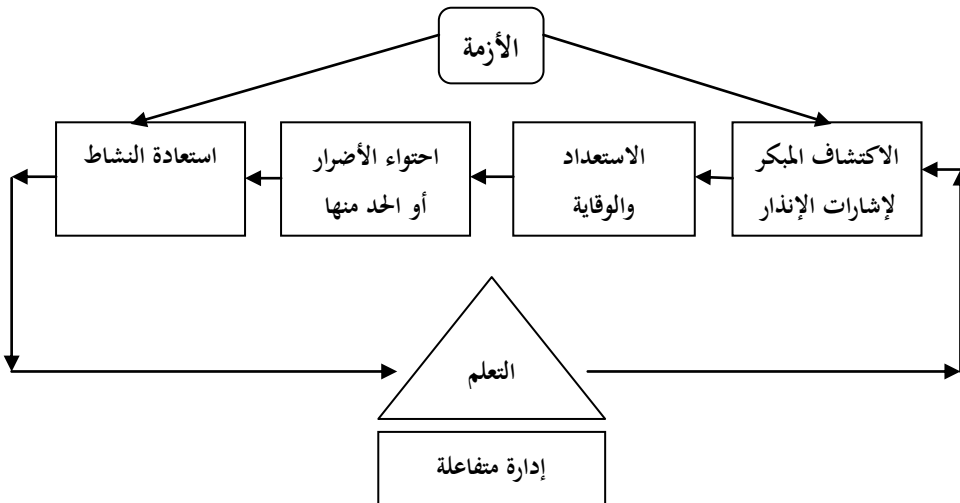 الأزمة
الاكتشاف المبكر
لإشارات الإنذار
الاستعداد
والوقاية
احتواء الأضرار
أو الحد منها
استعادة النشاط
التعلم
إدارة متفاعلة